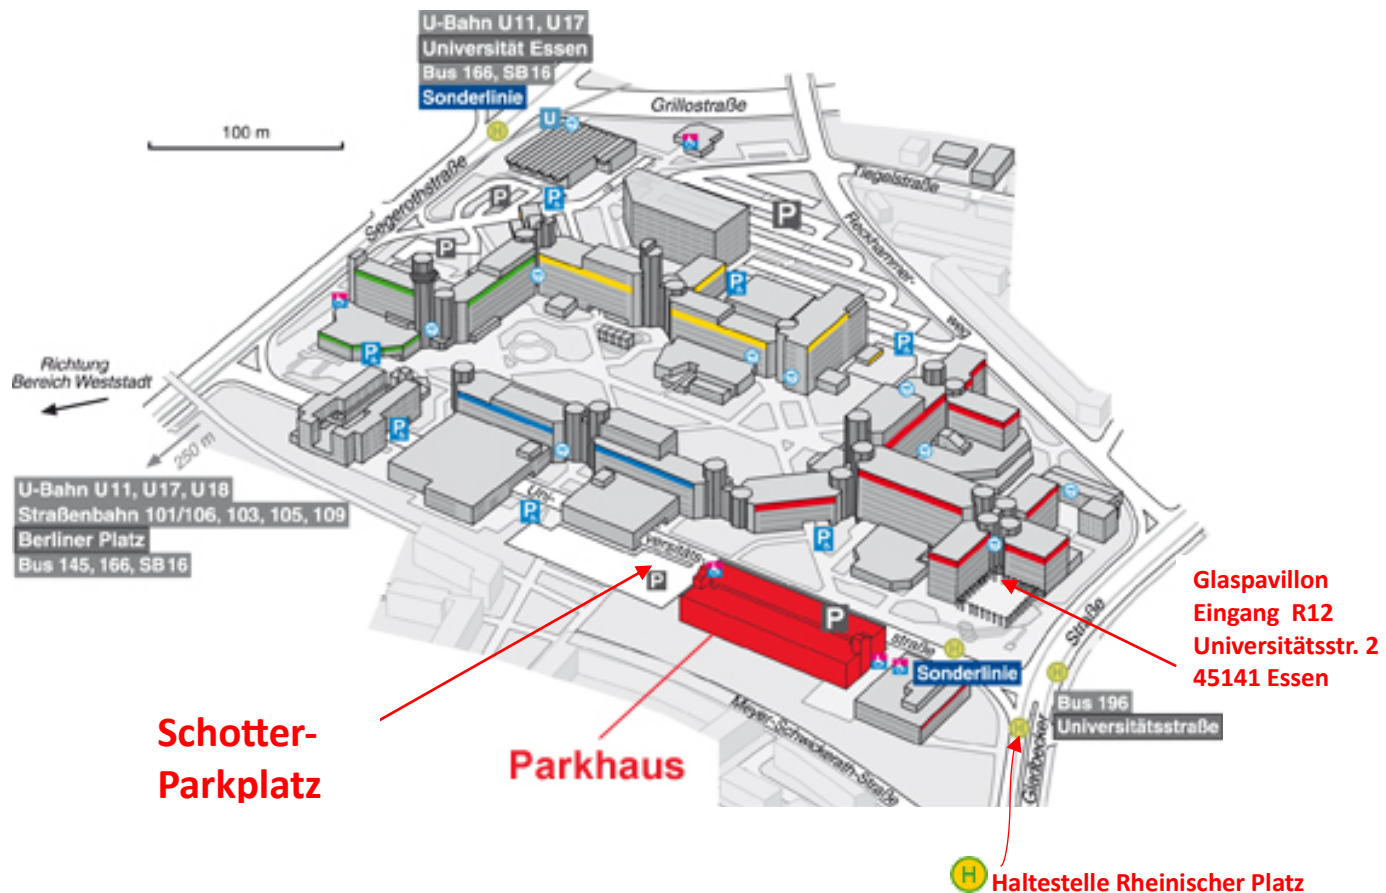 U-Bahn U11, U17
Universität Essen
Bus 166, SB16
Sonderlinie
100 m
Grillostraße
U
H
P
P
P
P
Segerothstraße
Tiegelstraße
Reckhammer-
weg
P
P
P
P
Richtung
Bereich Weststadt
250 m
U-Bahn U11, U17, U18
Straßenbahn 101/106, 103, 105, 109
Berliner Platz
Bus 145, 166, SB16
Uni-
versitäts
straße
P
P
P
P
H
Sonderlinie
Glaspavillon
Eingang R12
Universitätsstr. 2
45141 Essen
Straße
Gladbecker
H
H
Bus 196
Universitätsstraße
Meyer-Schwickerath-Straße
Schotter-
Parkplatz
Parkhaus
H Haltestelle Rheinischer Platz